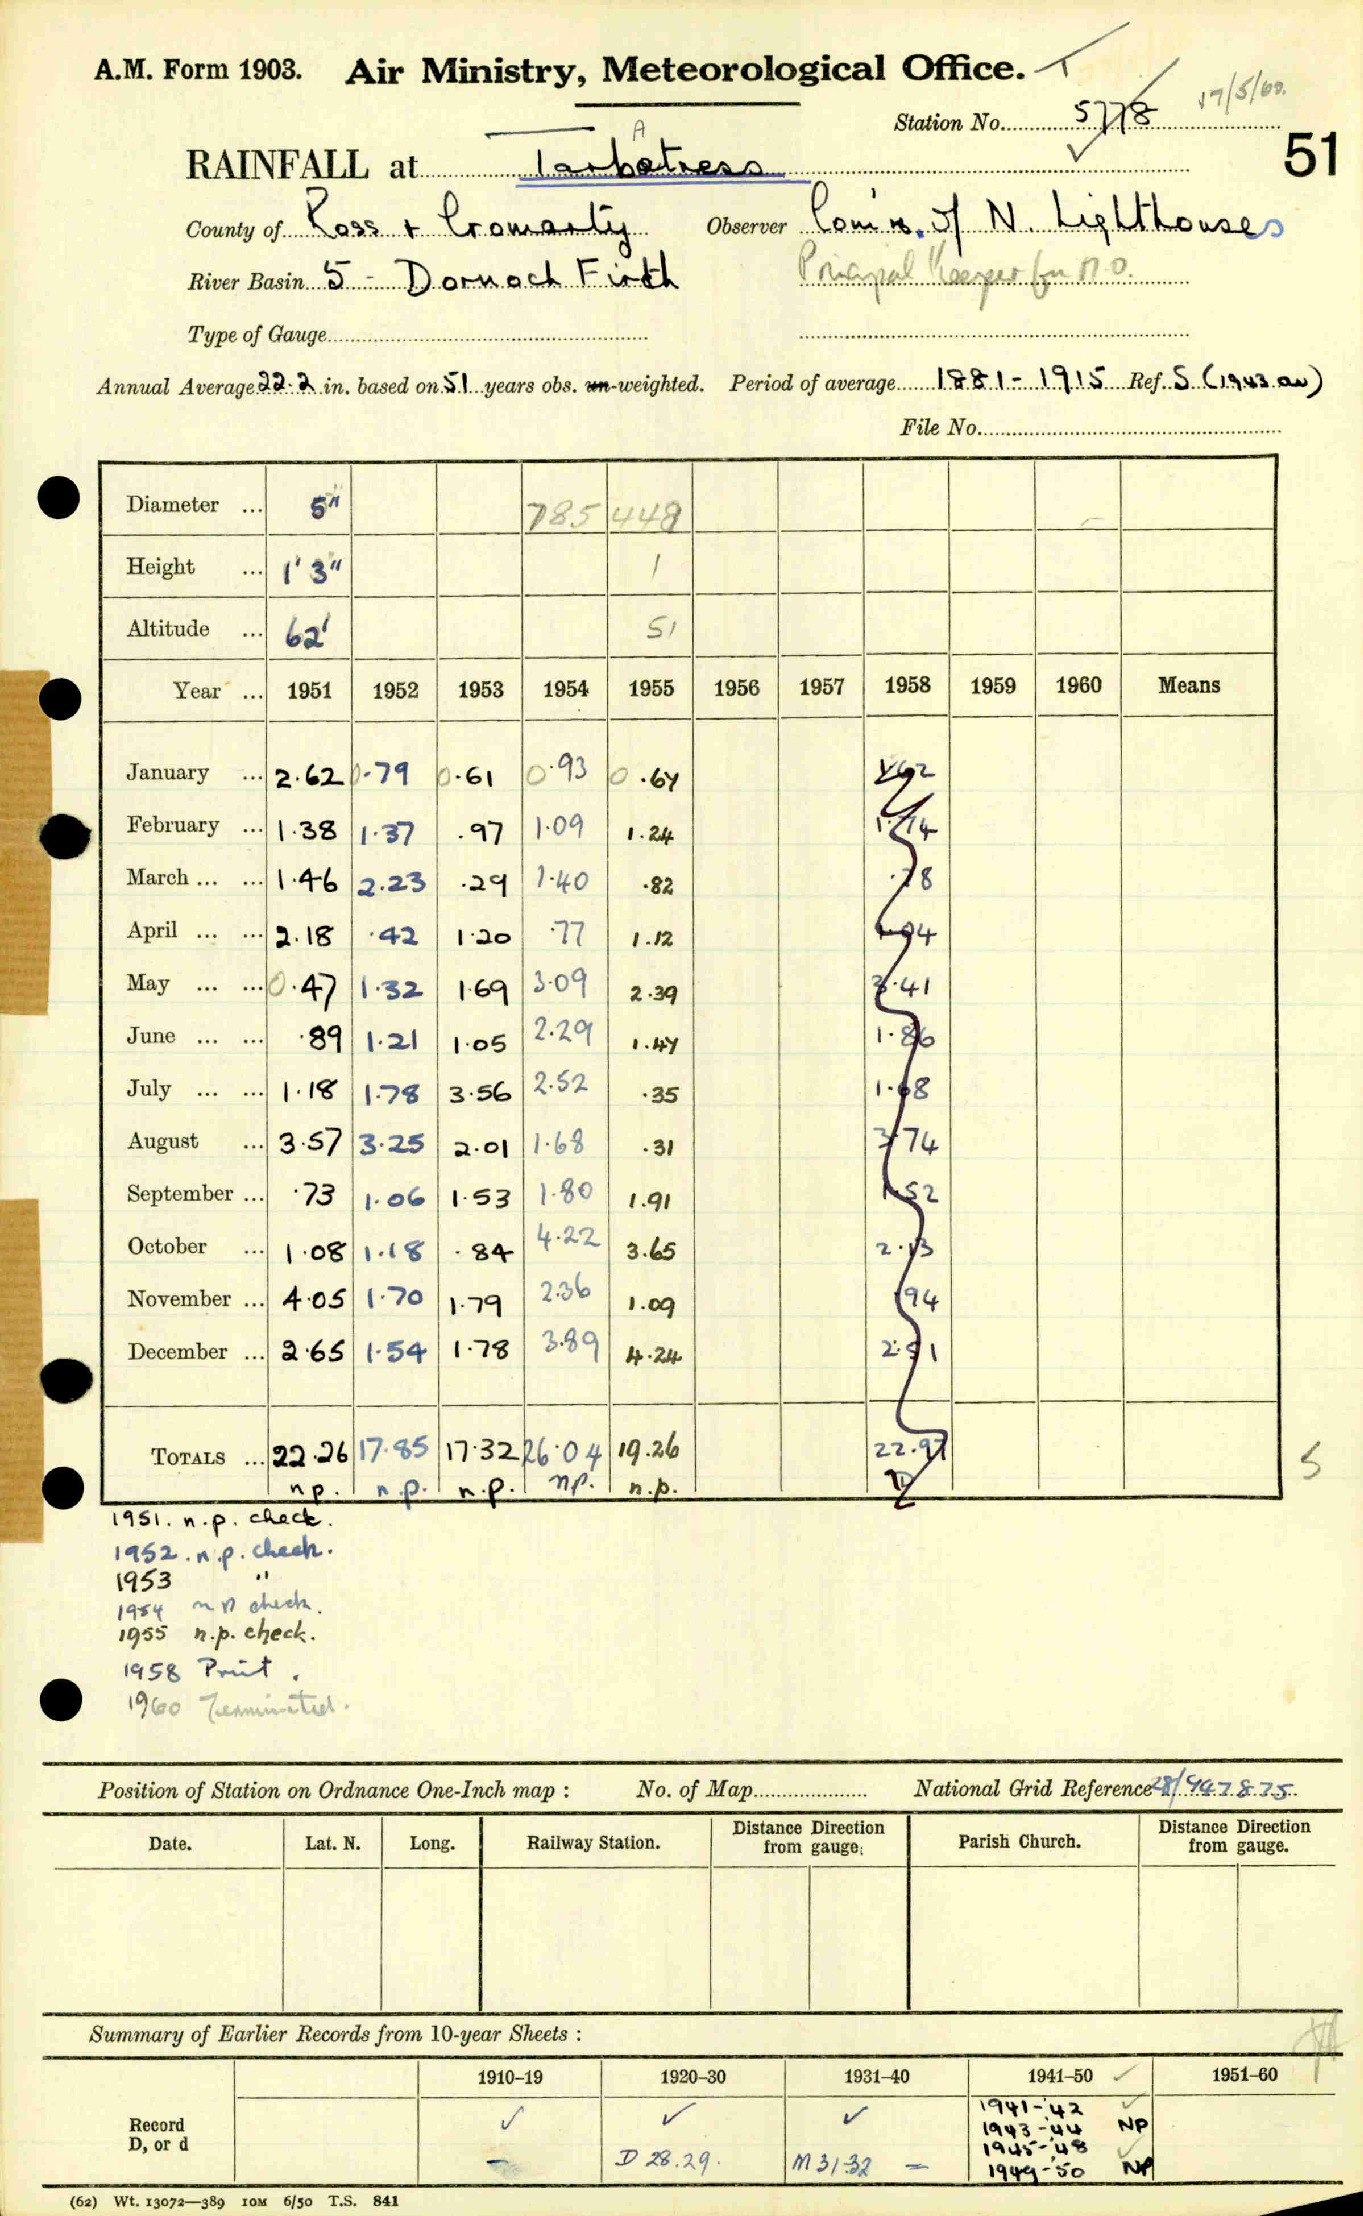 A.M. Form 1903. Air Ministry, Meteorological Office. T
Station No. 5778 17/5/60.
51
A
RAINFALL at Tarbetness
County of Ross + Cromarty Observer Com'rs. of N. Lighthouses
River Basin 5 - Dornoch Firth Principal Keeper for M.O.
Type of Gauge
Annual Average 22.2 in. based on 51 years obs. un-weighted. Period of average 1881-1915 Ref. S (1943 av)
File No.
Diameter ... 5" 785 448
Height ... 1' 3" 1
Altitude ... 62' 51
Year ... 1951 1952 1953 1954 1955 1956 1957 1958 1959 1960 Means
January ... 2.62 0.79 0.61 0.93 0.64 1.62
February ... 1.38 1.37 .97 1.09 1.24 1.14
March ... ... 1.46 2.23 .29 1.40 .82 .78
April ... ... 2.18 .42 1.20 .77 1.12 1.04
May ... ... 0.47 1.32 1.69 3.09 2.39 3.41
June ... ... .89 1.21 1.05 2.29 1.44 1.86
July ... ... 1.18 1.78 3.56 2.52 .35 1.68
August ... 3.57 3.25 2.01 1.68 .31 3.74
September ... .73 1.06 1.53 1.80 1.91 1.52
October ... 1.08 1.18 .84 4.22 3.65 2.13
November ... 4.05 1.70 1.79 2.36 1.09 .94
December ... 2.65 1.54 1.78 3.89 4.24 2.51
TOTALS ... 22.26 17.85 17.32 26.04 19.26 22.97
n.p. n.p. n.p. n.p. n.p.
5
1951. n.p. check.
1952. n.p. check.
1953 "
1954 n p check.
1955 n.p. check.
1958 Print.
1960 Terminated.
Position of Station on Ordnance One-Inch map : No. of Map National Grid Reference 28/947875
Date. Lat. N. Long. Railway Station. Distance Direction from gauge. Parish Church. Distance Direction from gauge.
Summary of Earlier Records from 10-year Sheets :
1910-19 1920-30 1931-40 1941-50 1951-60
Record D, or d
D 28.29. M 31-32 -
1941-'42
1943-'44 NP
1945-'48
1949-'50 NP
(62) Wt. 13072—389 10M 6/50 T.S. 841